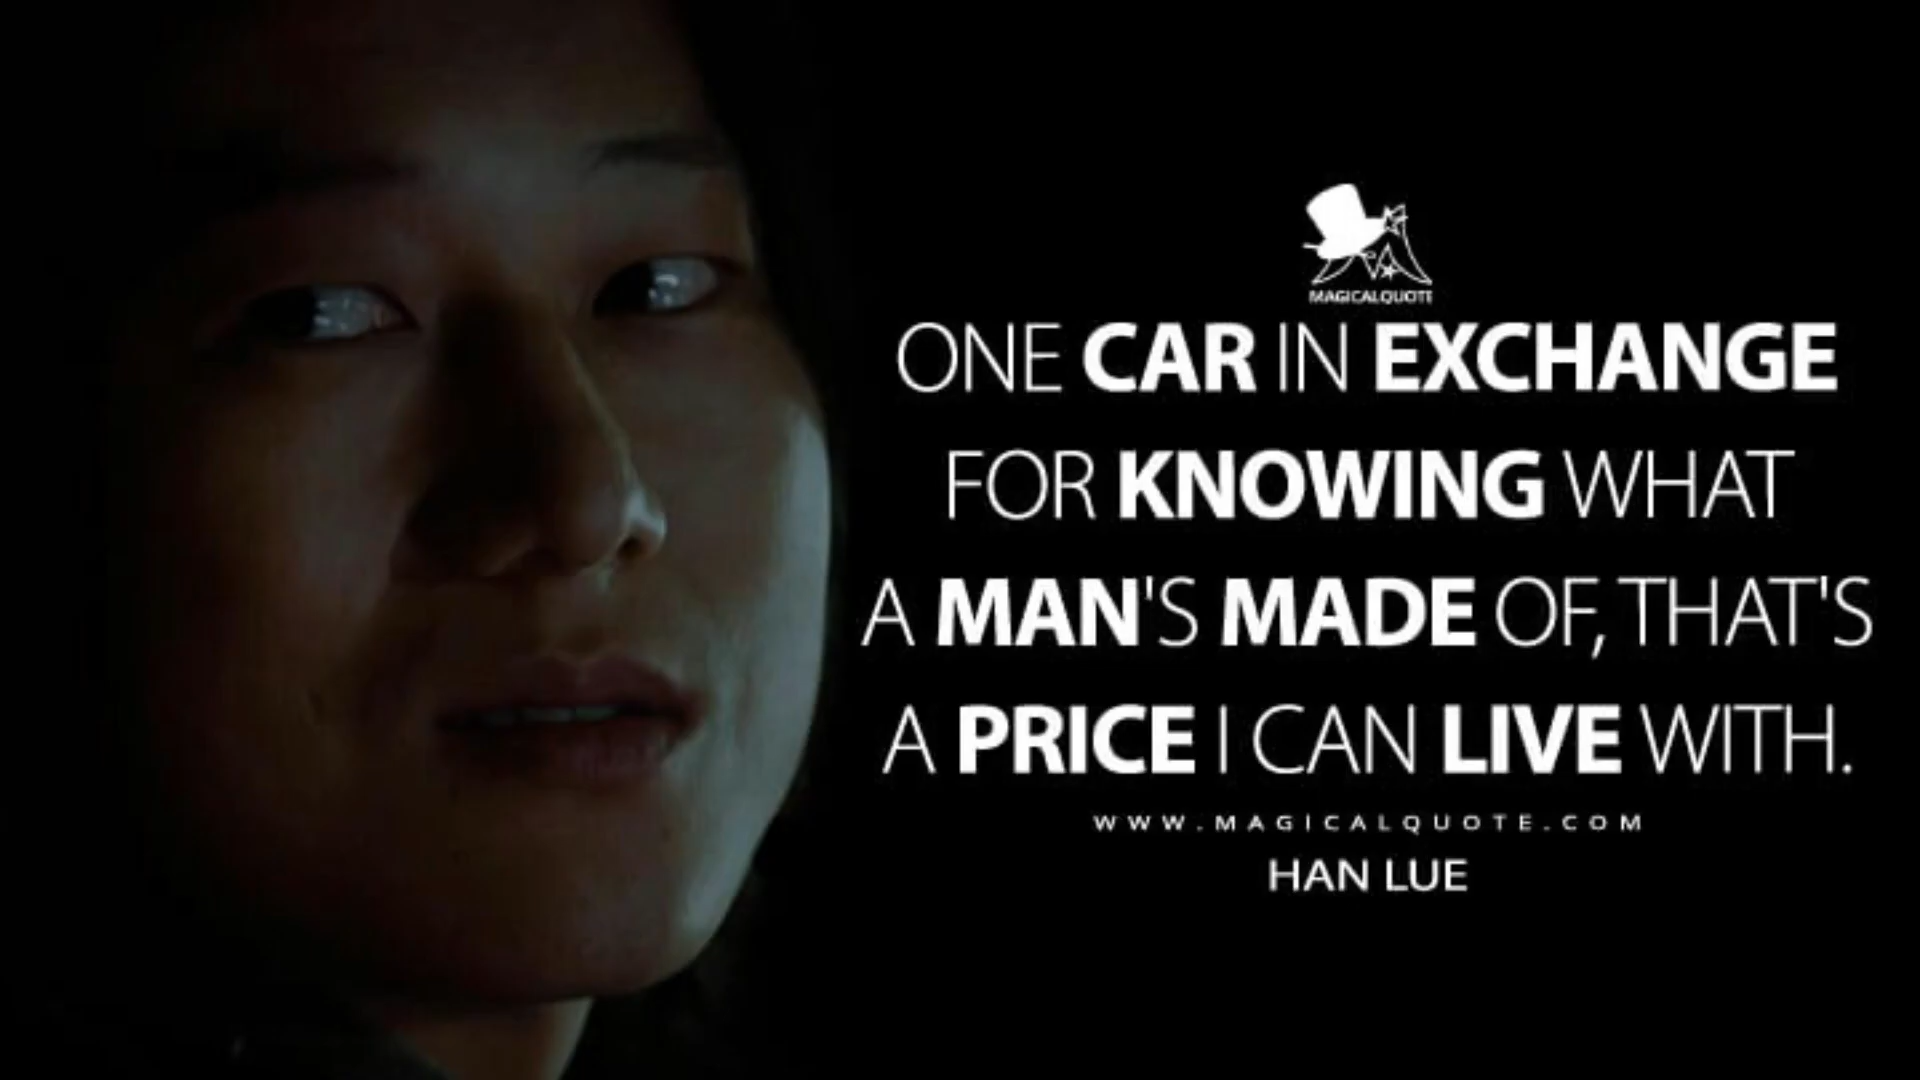 MAGICALQUOTE
ONE CAR IN EXCHANGE
FOR KNOWING WHAT
A MAN'S MADE OF, THAT'S
A PRICE I CAN LIVE WITH.
WWW.MAGICALQUOTE.COM
HAN LUE